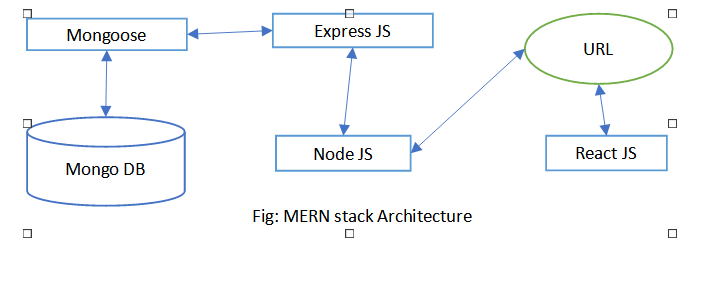 Mongoose
Express JS
URL
Mongo DB
Node JS
React JS
Fig: MERN stack Architecture